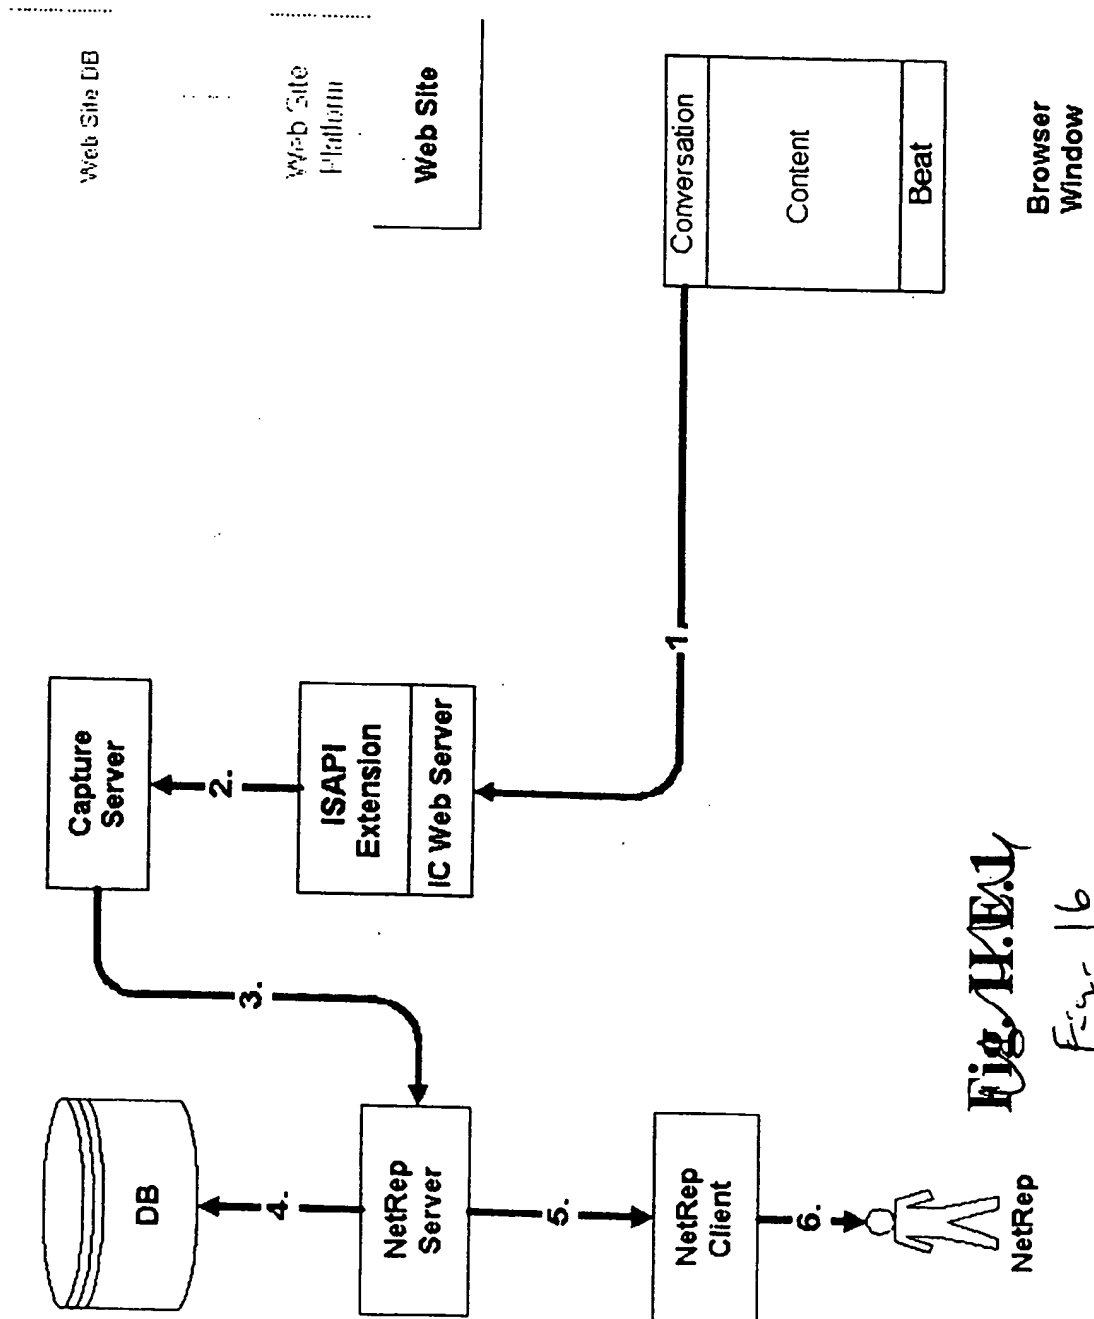 DB
4.
NetRep
Server
5.
NetRep
Client
6.
NetRep
3.
Capture
Server
2.
ISAPI
Extension
IC Web Server
1.
Web Site DB
Web Site
Platform
Web Site
Conversation
Content
Beat
Browser
Window
Fig. II.E.1
Fig. 16